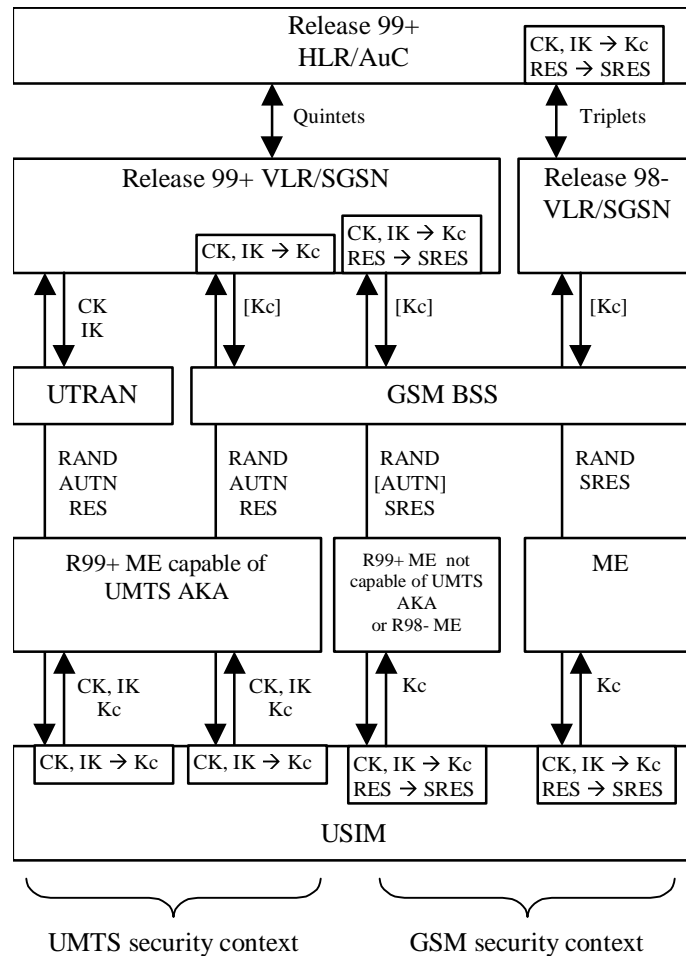 Release 99+
HLR/AuC
CK, IK → Kc
RES → SRES
Quintets
Triplets
Release 99+ VLR/SGSN
Release 98-
VLR/SGSN
CK, IK → Kc
CK, IK → Kc
RES → SRES
CK
IK
[Kc]
[Kc]
[Kc]
UTRAN
GSM BSS
RAND
AUTN
RES
RAND
AUTN
RES
RAND
[AUTN]
SRES
RAND
SRES
R99+ ME capable of
UMTS AKA
R99+ ME not
capable of UMTS
AKA
or R98- ME
ME
CK, IK
Kc
CK, IK
Kc
Kc
Kc
CK, IK → Kc
CK, IK → Kc
CK, IK → Kc
RES → SRES
CK, IK → Kc
RES → SRES
USIM
UMTS security context
GSM security context